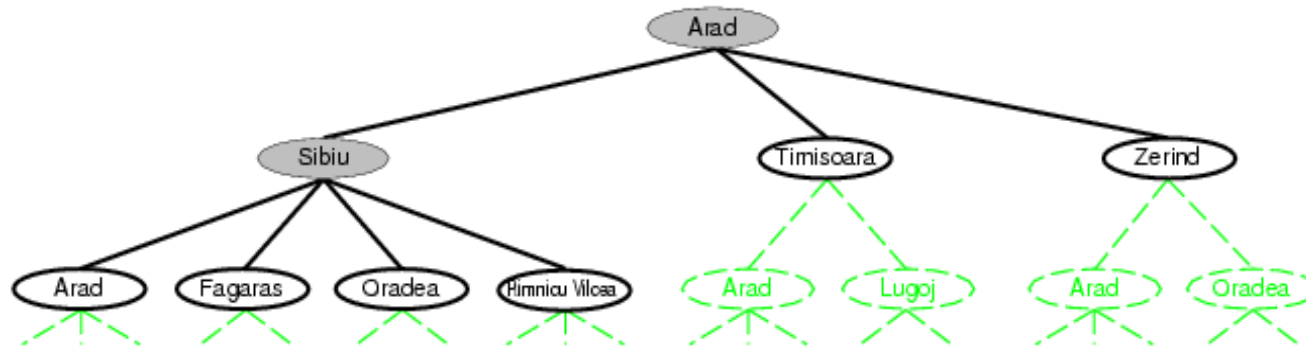 Arad
Sibiu
Timisoara
Zerind
Arad
Fagaras
Oradea
Rimnicu Vilcea
Arad
Lugoj
Arad
Oradea